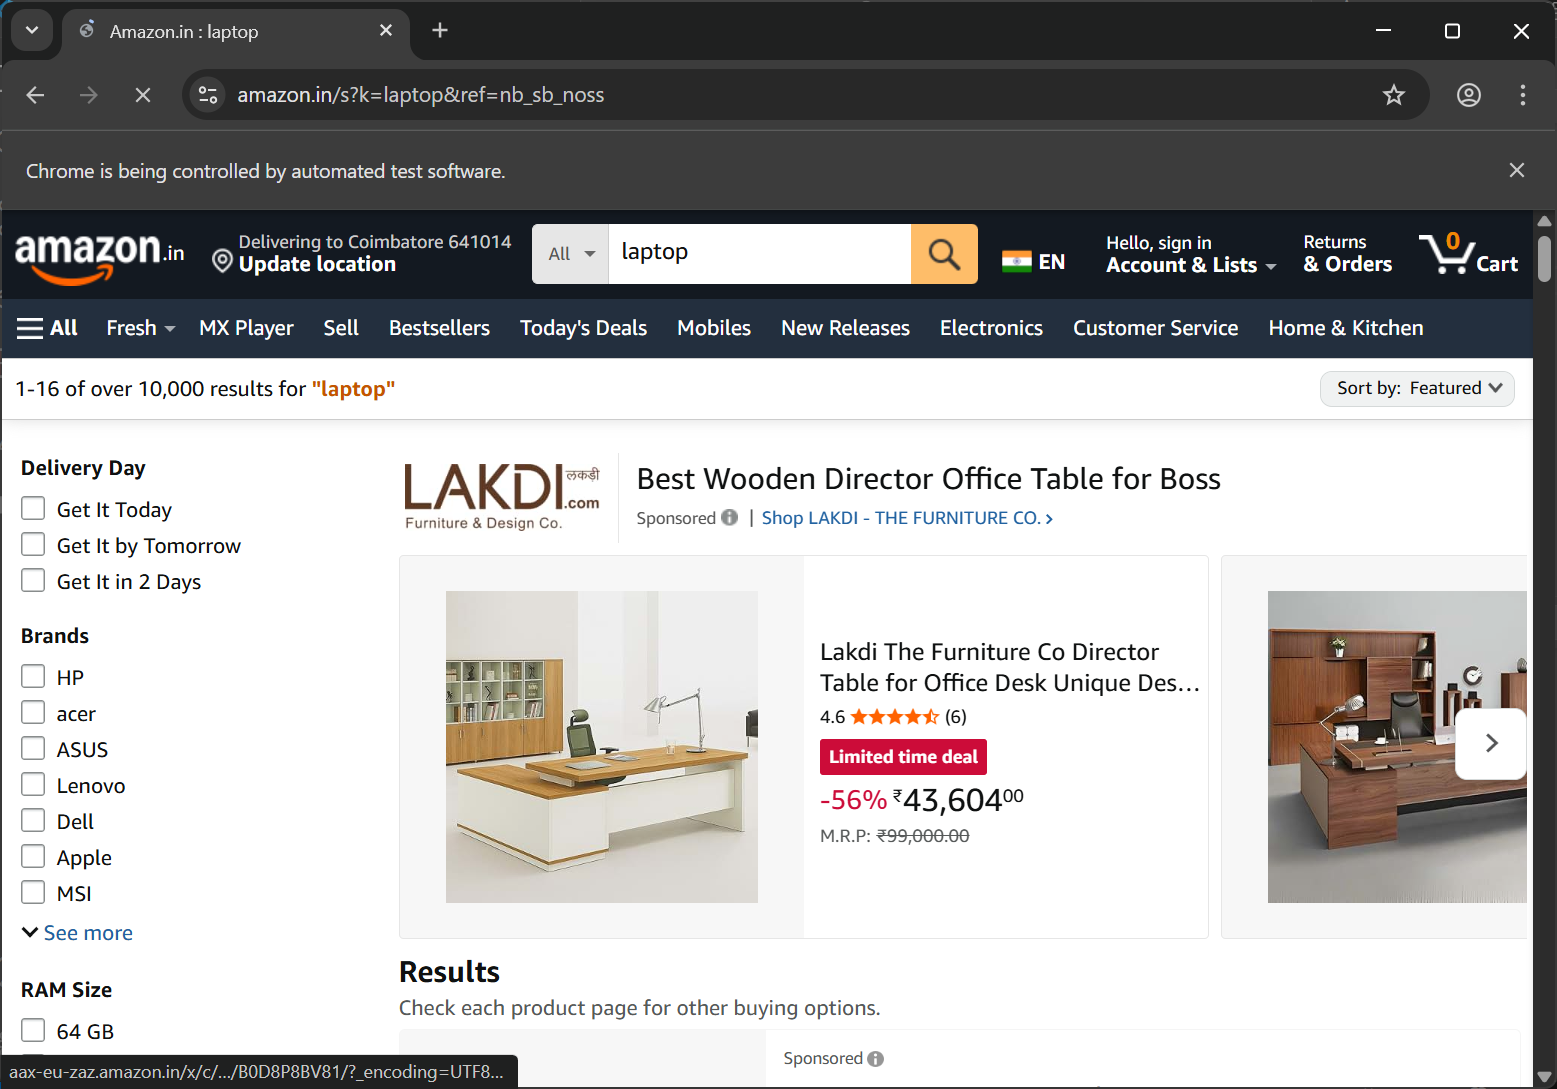 Amazon.in : laptop
amazon.in/s?k=laptop&ref=nb_sb_noss
Chrome is being controlled by automated test software.
amazon.in
Delivering to Coimbatore 641014
Update location
All
laptop
EN
Hello, sign in
Account & Lists
Returns
& Orders
0
Cart
All Fresh MX Player Sell Bestsellers Today's Deals Mobiles New Releases Electronics Customer Service Home & Kitchen
1-16 of over 10,000 results for "laptop"
Sort by: Featured
Delivery Day
Get It Today
Get It by Tomorrow
Get It in 2 Days
Brands
HP
acer
ASUS
Lenovo
Dell
Apple
MSI
See more
RAM Size
64 GB
LAKDI लकड़ी
.com
Furniture & Design Co.
Best Wooden Director Office Table for Boss
Sponsored | Shop LAKDI - THE FURNITURE CO. ›
Lakdi The Furniture Co Director
Table for Office Desk Unique Des…
4.6 (6)
Limited time deal
-56% ₹43,60400
M.R.P: ₹99,000.00
Results
Check each product page for other buying options.
Sponsored
aax-eu-zaz.amazon.in/x/c/.../B0D8P8BV81/?_encoding=UTF8...